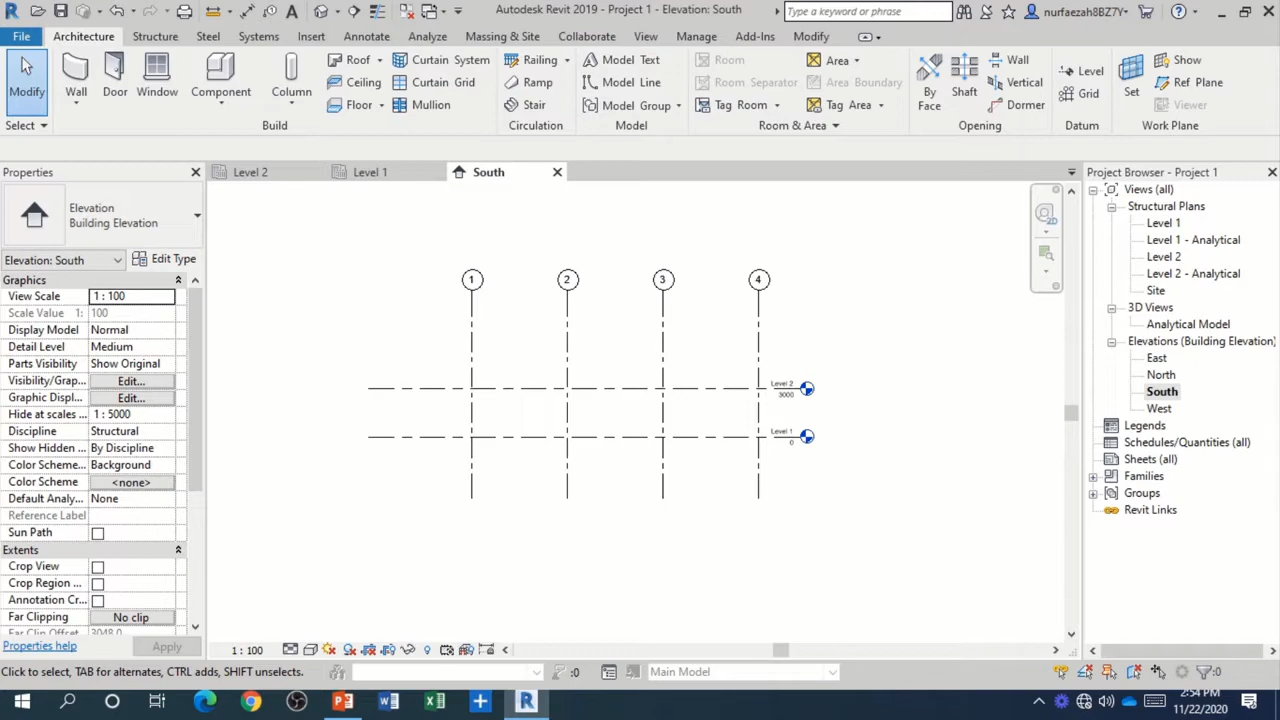 Autodesk Revit 2019 - Project 1 - Elevation: South
Type a keyword or phrase
nurfaezah8BZ7Y
File Architecture Structure Steel Systems Insert Annotate Analyze Massing & Site Collaborate View Manage Add-Ins Modify
Modify
Wall
Door
Window
Component
Column
Roof
Ceiling
Floor
Curtain System
Curtain Grid
Mullion
Railing
Ramp
Stair
Model Text
Model Line
Model Group
Room
Room Separator
Tag Room
Area
Area Boundary
Tag Area
By
Face
Shaft
Wall
Vertical
Dormer
Level
Grid
Set
Show
Ref Plane
Viewer
Select Build Circulation Model Room & Area Opening Datum Work Plane
Properties
Elevation
Building Elevation
Elevation: South
Edit Type
Graphics
View Scale 1 : 100
Scale Value 1: 100
Display Model Normal
Detail Level Medium
Parts Visibility Show Original
Visibility/Grap... Edit...
Graphic Displ... Edit...
Hide at scales ... 1 : 5000
Discipline Structural
Show Hidden ... By Discipline
Color Scheme... Background
Color Scheme <none>
Default Analy... None
Reference Label
Sun Path
Extents
Crop View
Crop Region ...
Annotation Cr...
Far Clipping No clip
Far Clip Offset 3048.0
Properties help
Apply
Level 2
Level 1
South
1 2 3 4
Level 2
3000
Level 1
0
2D
1 : 100
Project Browser - Project 1
Views (all)
Structural Plans
Level 1
Level 1 - Analytical
Level 2
Level 2 - Analytical
Site
3D Views
Analytical Model
Elevations (Building Elevation)
East
North
South
West
Legends
Schedules/Quantities (all)
Sheets (all)
Families
Groups
Revit Links
Click to select, TAB for alternates, CTRL adds, SHIFT unselects.
:0
Main Model
:0
2:54 PM
11/22/2020